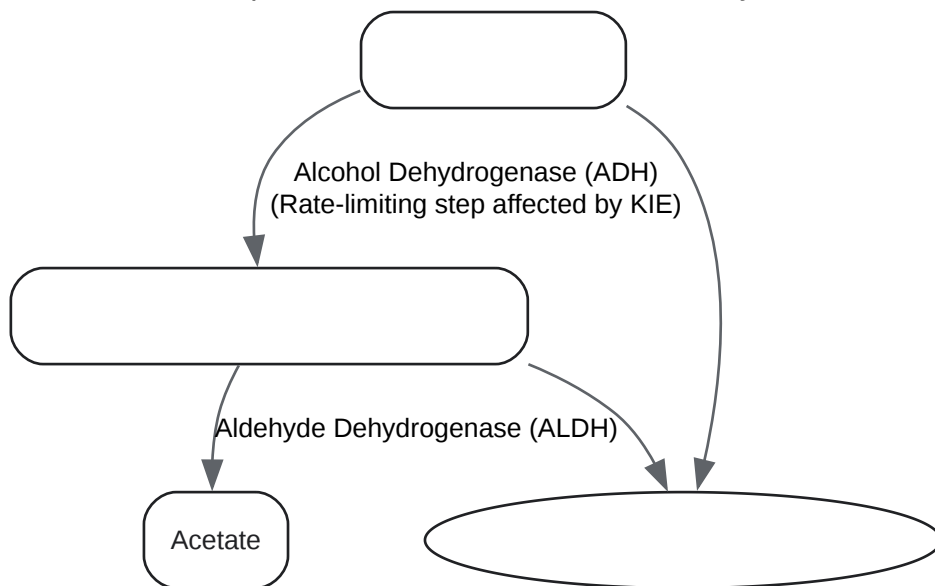 Alcohol Dehydrogenase (ADH)
(Rate-limiting step affected by KIE)
Aldehyde Dehydrogenase (ALDH)
Acetate